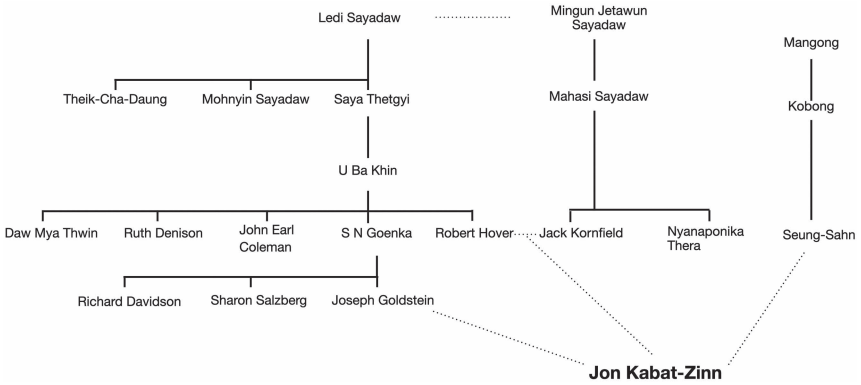 Ledi Sayadaw
Mingun Jetawun
Sayadaw
Mangong
Theik-Cha-Daung
Mohnyin Sayadaw
Saya Thetgyi
Mahasi Sayadaw
Kobong
U Ba Khin
Daw Mya Thwin
Ruth Denison
John Earl
Coleman
S N Goenka
Robert Hover
Jack Kornfield
Nyanaponika
Thera
Seung-Sahn
Richard Davidson
Sharon Salzberg
Joseph Goldstein
Jon Kabat-Zinn